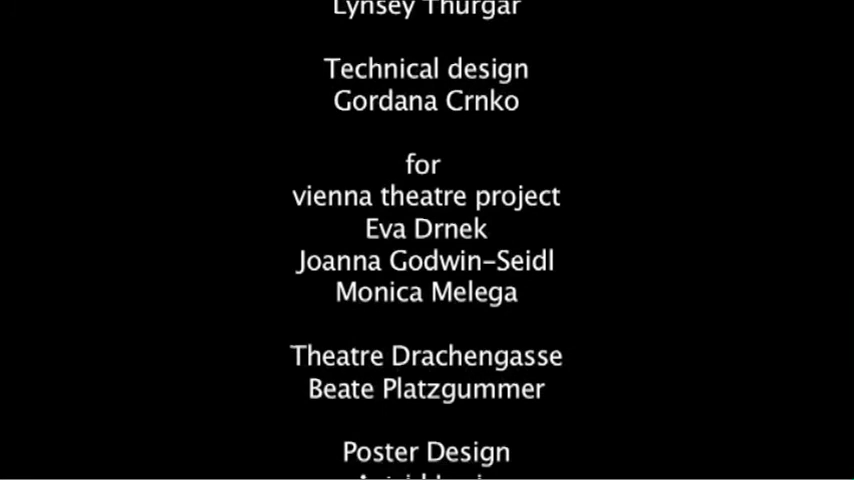 Lynsey Thurgar
Technical design
Gordana Crnko
for
vienna theatre project
Eva Drnek
Joanna Godwin-Seidl
Monica Melega
Theatre Drachengasse
Beate Platzgummer
Poster Design